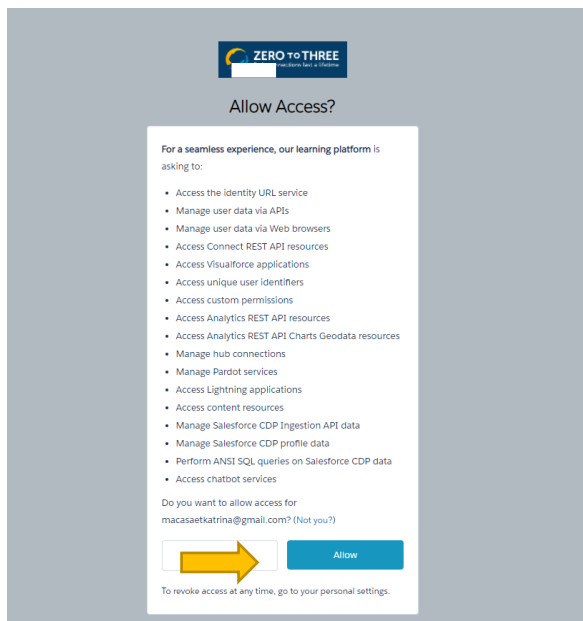 ZERO TO THREE
nections last a lifetime
Allow Access?
For a seamless experience, our learning platform is
asking to:
• Access the identity URL service
• Manage user data via APIs
• Manage user data via Web browsers
• Access Connect REST API resources
• Access Visualforce applications
• Access unique user identifiers
• Access custom permissions
• Access Analytics REST API resources
• Access Analytics REST API Charts Geodata resources
• Manage hub connections
• Manage Pardot services
• Access Lightning applications
• Access content resources
• Manage Salesforce CDP Ingestion API data
• Manage Salesforce CDP profile data
• Perform ANSI SQL queries on Salesforce CDP data
• Access chatbot services
Do you want to allow access for
macasaetkatrina@gmail.com? (Not you?)
Allow
To revoke access at any time, go to your personal settings.